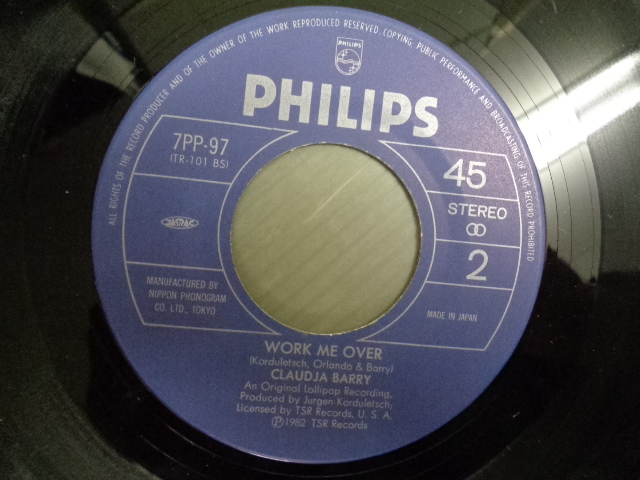 ALL RIGHTS OF THE RECORD PRODUCER AND OF THE OWNER OF THE WORK REPRODUCED RESERVED. COPYING, PUBLIC PERFORMANCE AND BROADCASTING OF THIS RECORD PROHIBITED
PHILIPS
PHILIPS
7PP-97
(TR-101 BS)
45
STEREO
JASRAC
2
MANUFACTURED BY
NIPPON PHONOGRAM
CO. LTD., TOKYO
MADE IN JAPAN
WORK ME OVER
(Korduletsch, Orlando & Barry)
CLAUDJA BARRY
An Original Lollipop Recording,
Produced by Jurgen Korduletsch;
Licensed by TSR Records, U. S. A.
Ⓟ1982 TSR Records